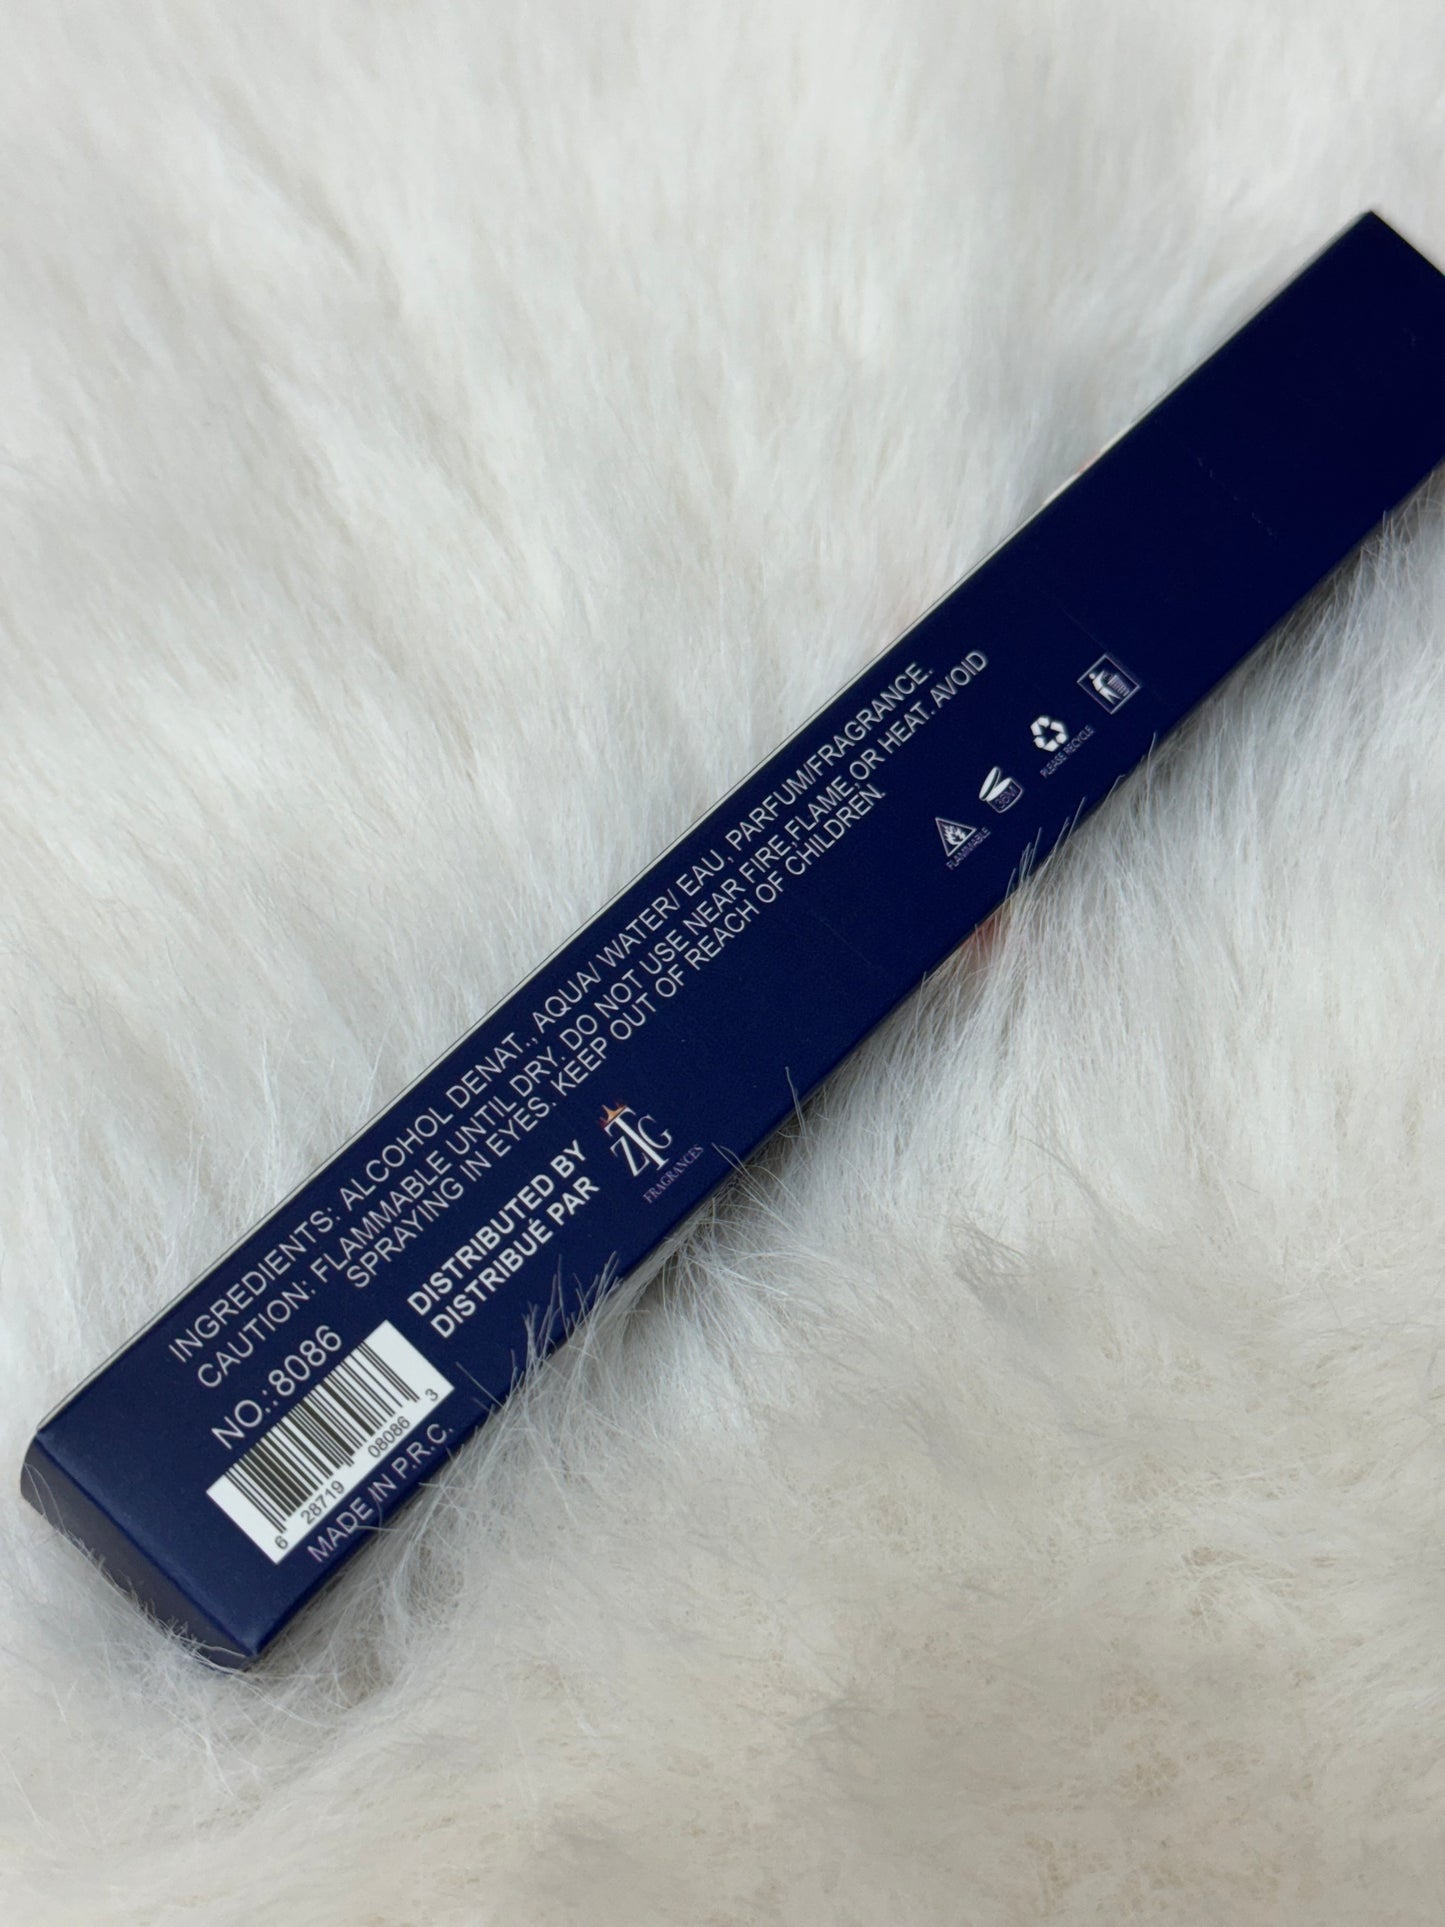 INGREDIENTS: ALCOHOL DENAT., AQUA/ WATER/ EAU, PARFUM/FRAGRANCE.
CAUTION: FLAMMABLE UNTIL DRY. DO NOT USE NEAR FIRE,FLAME,OR HEAT. AVOID
SPRAYING IN EYES. KEEP OUT OF REACH OF CHILDREN.
NO.:8086
6 28719 08086 3
MADE IN P.R.C.
DISTRIBUTED BY
DISTRIBUÉ PAR
ZTG
FRAGRANCES
FLAMMABLE
36M
PLEASE RECYCLE